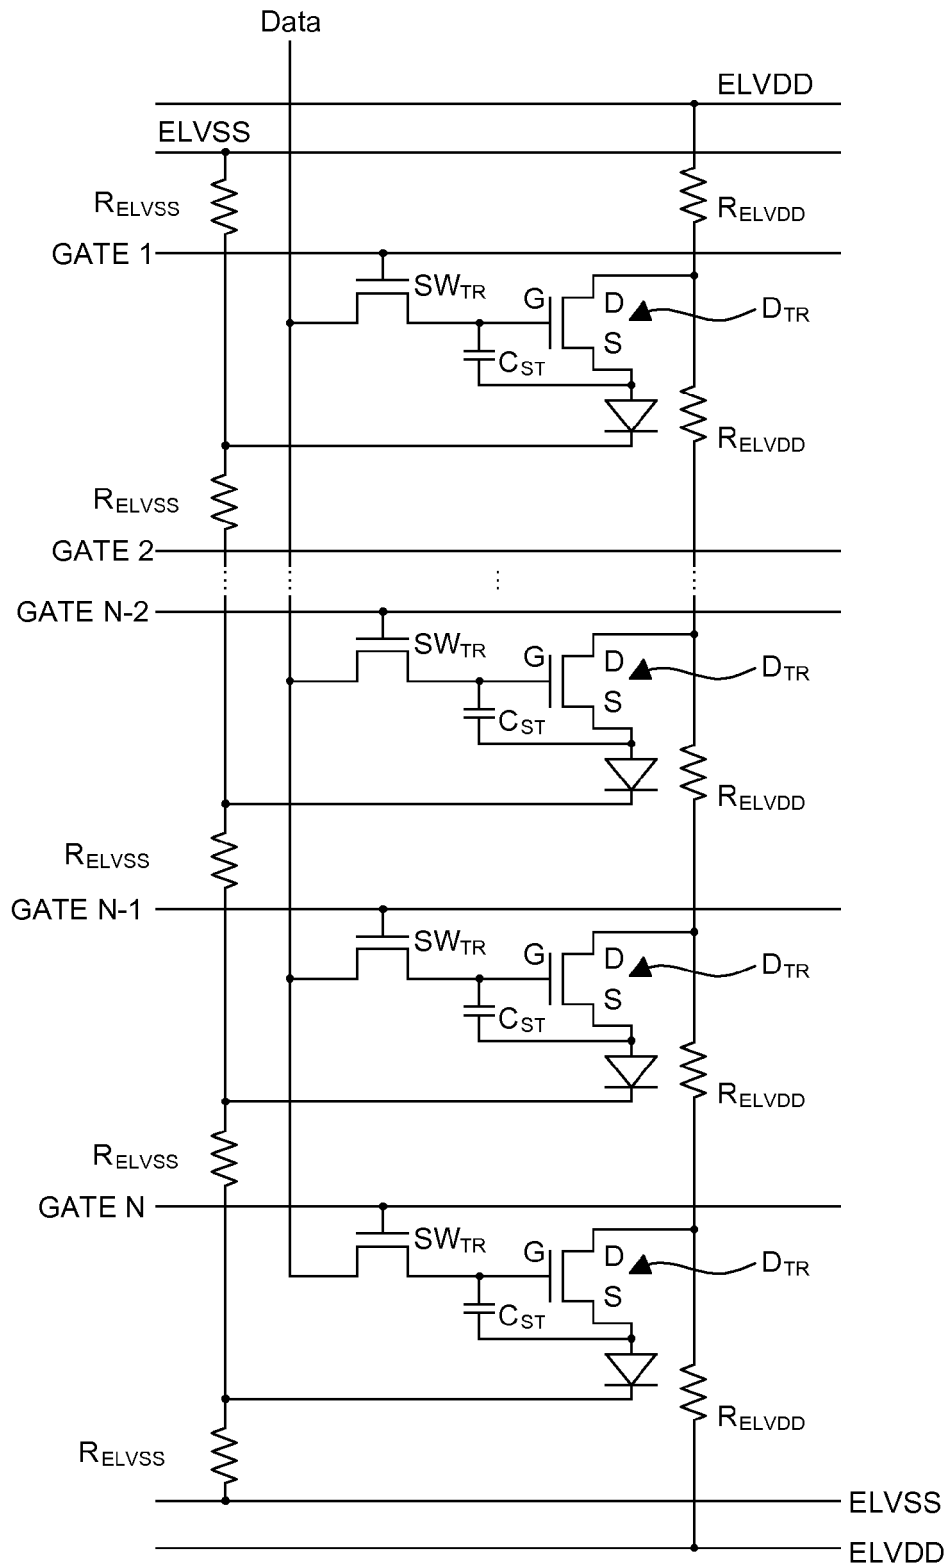 Data
ELVDD
ELVSS
RELVSS
RELVDD
GATE 1
SWTR
G
D
DTR
S
CST
RELVDD
RELVSS
GATE 2
GATE N-2
SWTR
G
D
DTR
S
CST
RELVDD
RELVSS
GATE N-1
SWTR
G
D
DTR
S
CST
RELVDD
RELVSS
GATE N
SWTR
G
D
DTR
S
CST
RELVDD
RELVSS
ELVSS
ELVDD